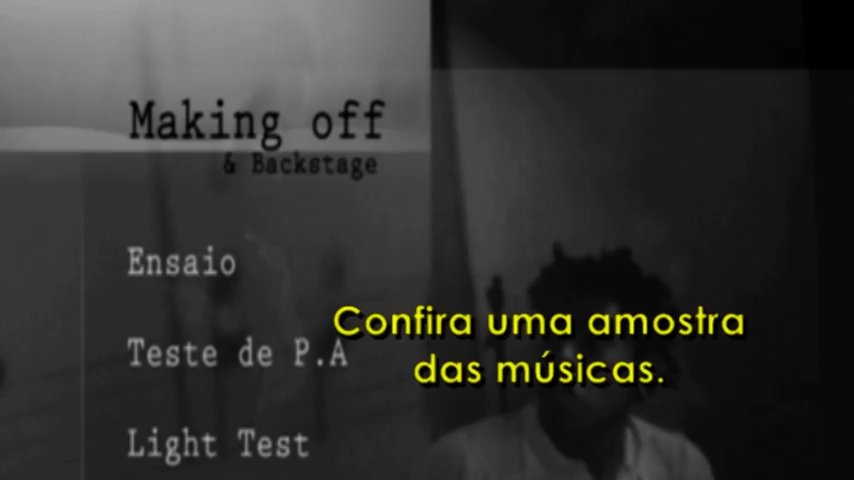 Making off
& Backstage
Ensaio
Confira uma amostra
Teste de P.A
das músicas.
Light Test